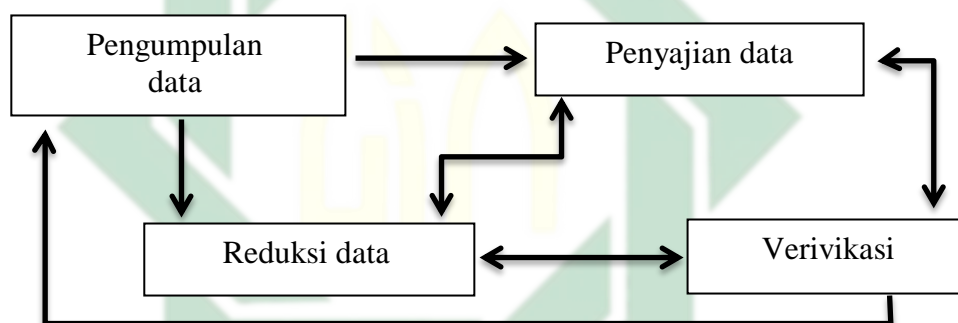 Pengumpulan
data
Penyajian data
Reduksi data
Verivikasi